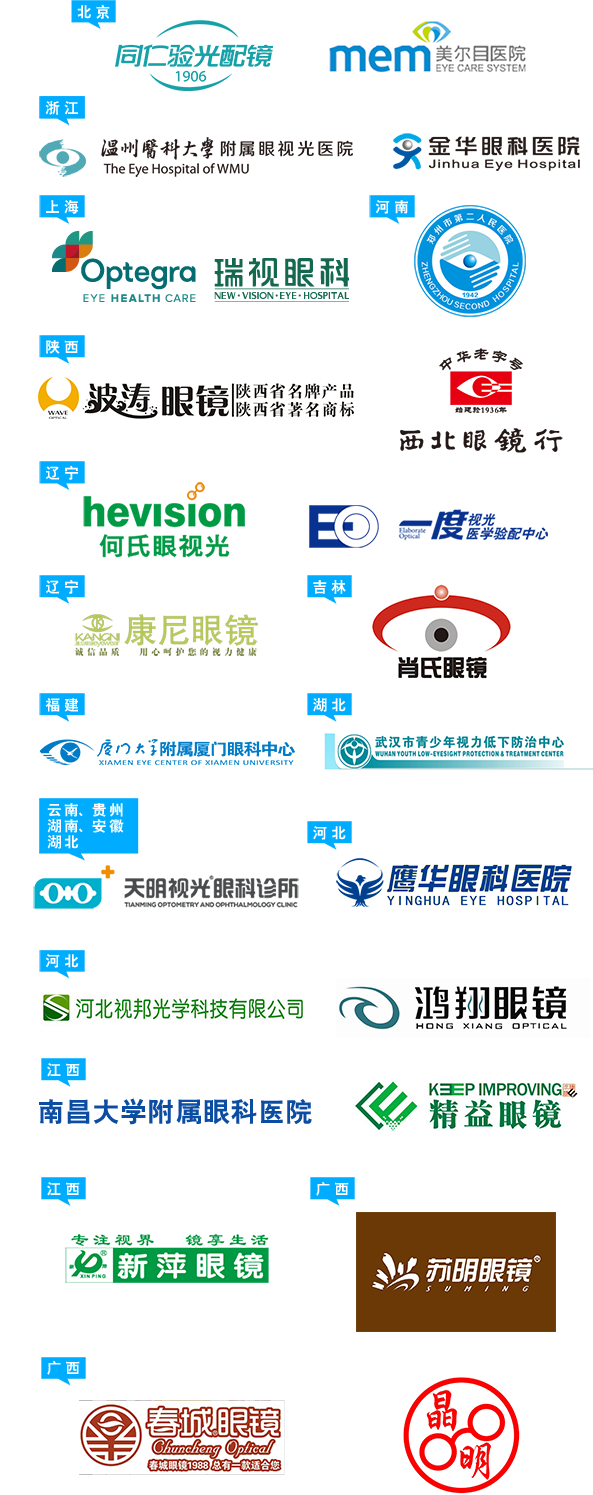 北京
同仁验光配镜
1906
mem 美尔目医院
EYE CARE SYSTEM
浙江
温州醫科大學附属眼视光医院
The Eye Hospital of WMU
金华眼科医院
Jinhua Eye Hospital
上海
Optegra
EYE HEALTH CARE
瑞视眼科
NEW·VISION·EYE·HOSPITAL
河南
郑州市第二人民医院
1942
ZHENGZHOU SECOND HOSPITAL
陕西
WAVE
OPTICAL
波涛眼镜
陕西省名牌产品
陕西省著名商标
中华老字号
始建於1936年
西北眼镜行
辽宁
hevision
何氏眼视光
EO
Elaborate
Optical
一度视光
医学验配中心
辽宁
KANGNI
康尼眼镜
诚信品质 用心呵护您的视力健康
吉林
肖氏眼镜
福建
厦门大学附属厦门眼科中心
XIAMEN EYE CENTER OF XIAMEN UNIVERSITY
湖北
武汉市青少年视力低下防治中心
WUHAN YOUTH LOW-EYESIGHT PROTECTION & TREATMENT CENTER
云南、贵州
湖南、安徽
湖北
天明视光®眼科诊所
TIANMING OPTOMETRY AND OPHTHALMOLOGY CLINIC
河北
鹰华眼科医院
YINGHUA EYE HOSPITAL
河北
河北视邦光学科技有限公司
鸿翔眼镜
HONG XIANG OPTICAL
江西
南昌大学附属眼科医院
KEEP IMPROVING
精益眼镜
江西
专注视界 镜享生活
®
XIN PING
新萍眼镜
广西
苏明眼镜®
SUMING
广西
春城®眼镜
Chuncheng Optical
春城眼镜1988 总有一款适合您
晶
明